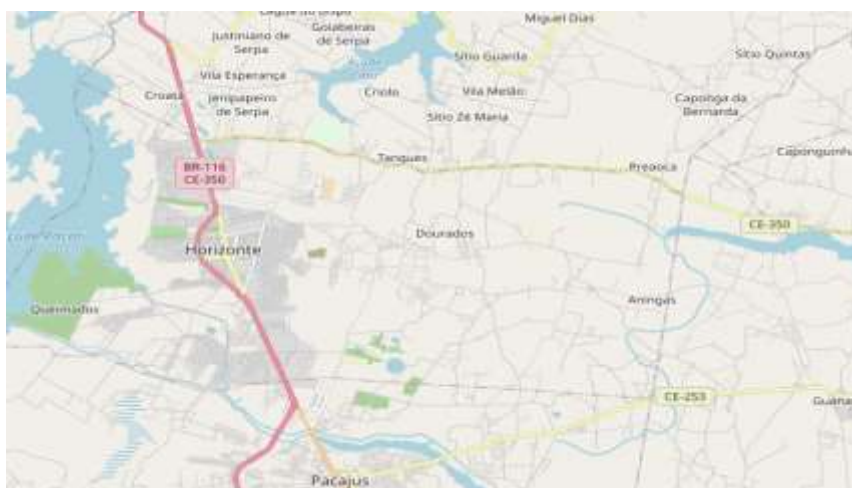 Miguel Dias
Goiabeiras
de Serpa
Justiniano de
Serpa
Sítio Guarda
Sítio Quintas
Vila Esperança
Croatá
Jenipapeiro
de Serpa
Criolo
Vila Melão
Caponga da
Bernarda
Sítio Zé Maria
Tangues
Preaoca
BR-116
CE-350
CE-350
Horizonte
Dourados
Queimados
Aningas
CE-253
Pacajus